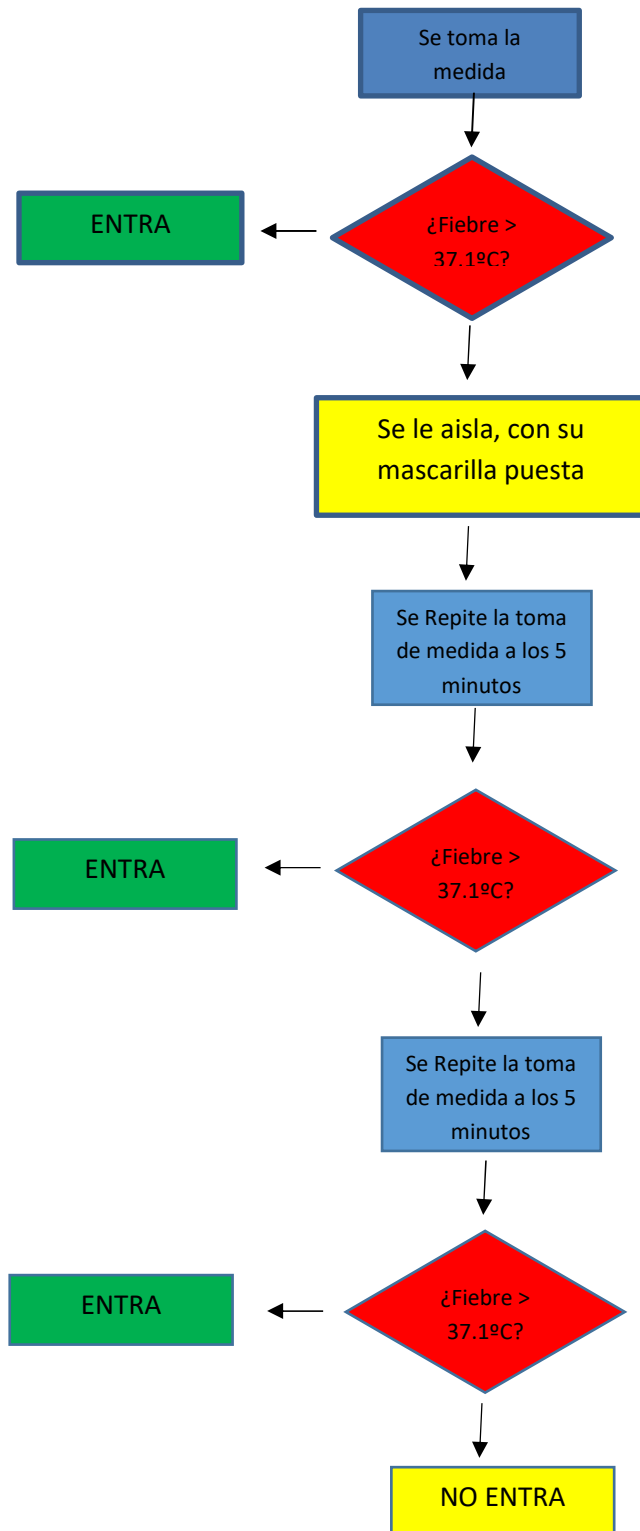 Se toma la
medida
ENTRA
¿Fiebre >
37.1ºC?
Se le aisla, con su
mascarilla puesta
Se Repite la toma
de medida a los 5
minutos
ENTRA
¿Fiebre >
37.1ºC?
Se Repite la toma
de medida a los 5
minutos
ENTRA
¿Fiebre >
37.1ºC?
NO ENTRA